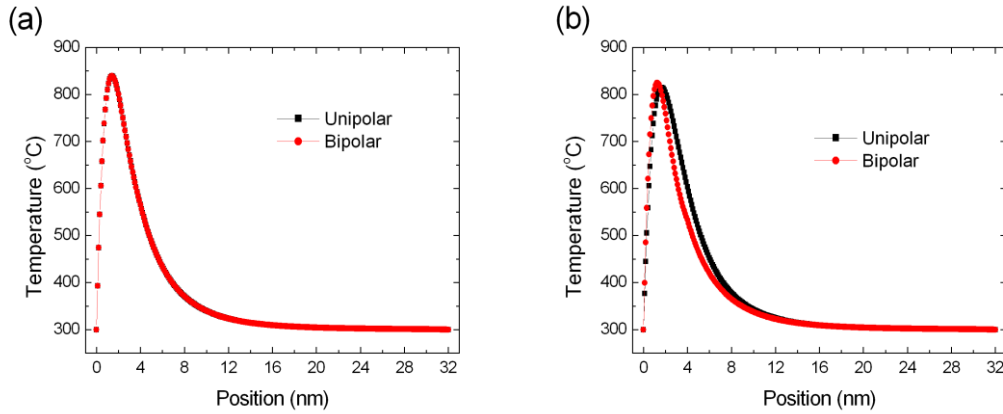 (a)
900
800
700
600
500
400
300
Temperature (°C)
0 4 8 12 16 20 24 28 32
Position (nm)
Unipolar
Bipolar
(b)
900
800
700
600
500
400
300
Temperature (°C)
0 4 8 12 16 20 24 28 32
Position (nm)
Unipolar
Bipolar